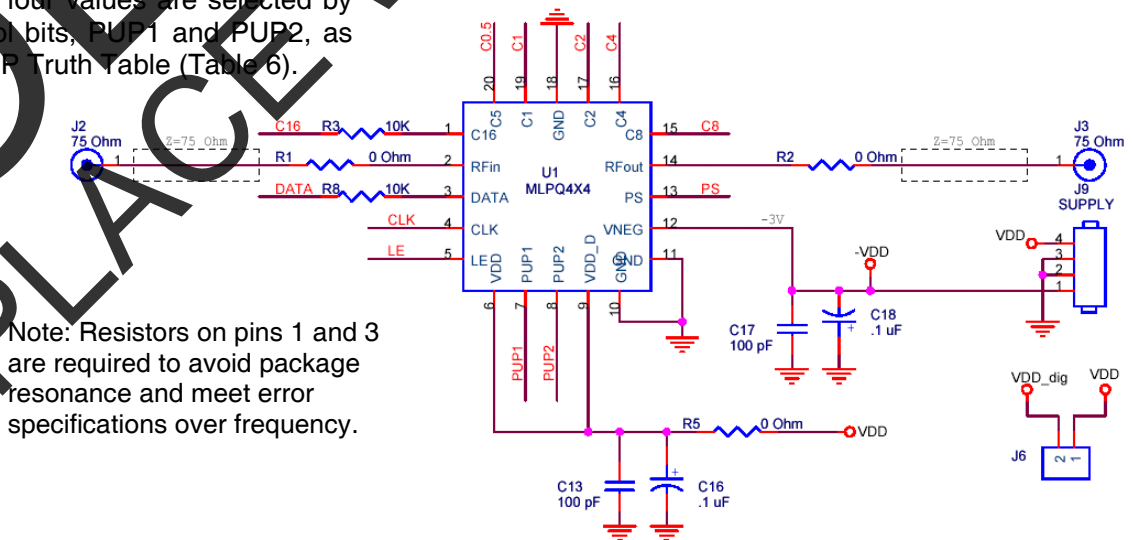 four values are selected by
bits, PUP1 and PUP2, as
P Truth Table (Table 6).
C0.5
C1
C2
C4
20
19
18
17
16
C5
C1
GND
C2
C4
J2
75 Ohm
1
Z=75 Ohm
C16 R3 10K 1 C16
R1 0 Ohm 2 RFin
DATA R8 10K 3 DATA
CLK 4 CLK
LE 5 LE
U1
MLPQ4X4
C8 15 C8
RFout 14 R2 0 Ohm
PS 13 PS
VNEG 12 -3V
GND 11
Z=75 Ohm
1
J3
75 Ohm
J9
SUPPLY
VDD
4
3
2
1
-VDD
VDD
PUP1
PUP2
VDD_D
GND
6
7
8
9
10
PUP1
PUP2
C17
100 pF
C18
+
.1 uF
Note: Resistors on pins 1 and 3
are required to avoid package
resonance and meet error
specifications over frequency.
R5 0 Ohm VDD
C13
100 pF
+
C16
.1 uF
VDD_dig VDD
J6
2
1